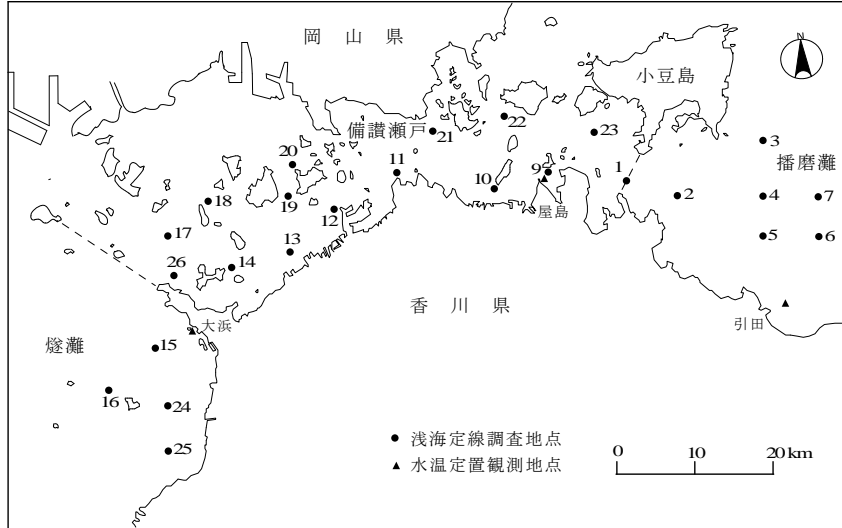 岡 山 県
N
小豆島
備讃瀬戸
22
21
23
3
播磨灘
20
11
9
1
10
18
19
12
2
4
7
屋島
17
13
5
6
26
14
香 川 県
大浜
引田
燧灘
15
16
24
25
● 浅海定線調査地点
▲ 水温定置観測地点
0 10 20km